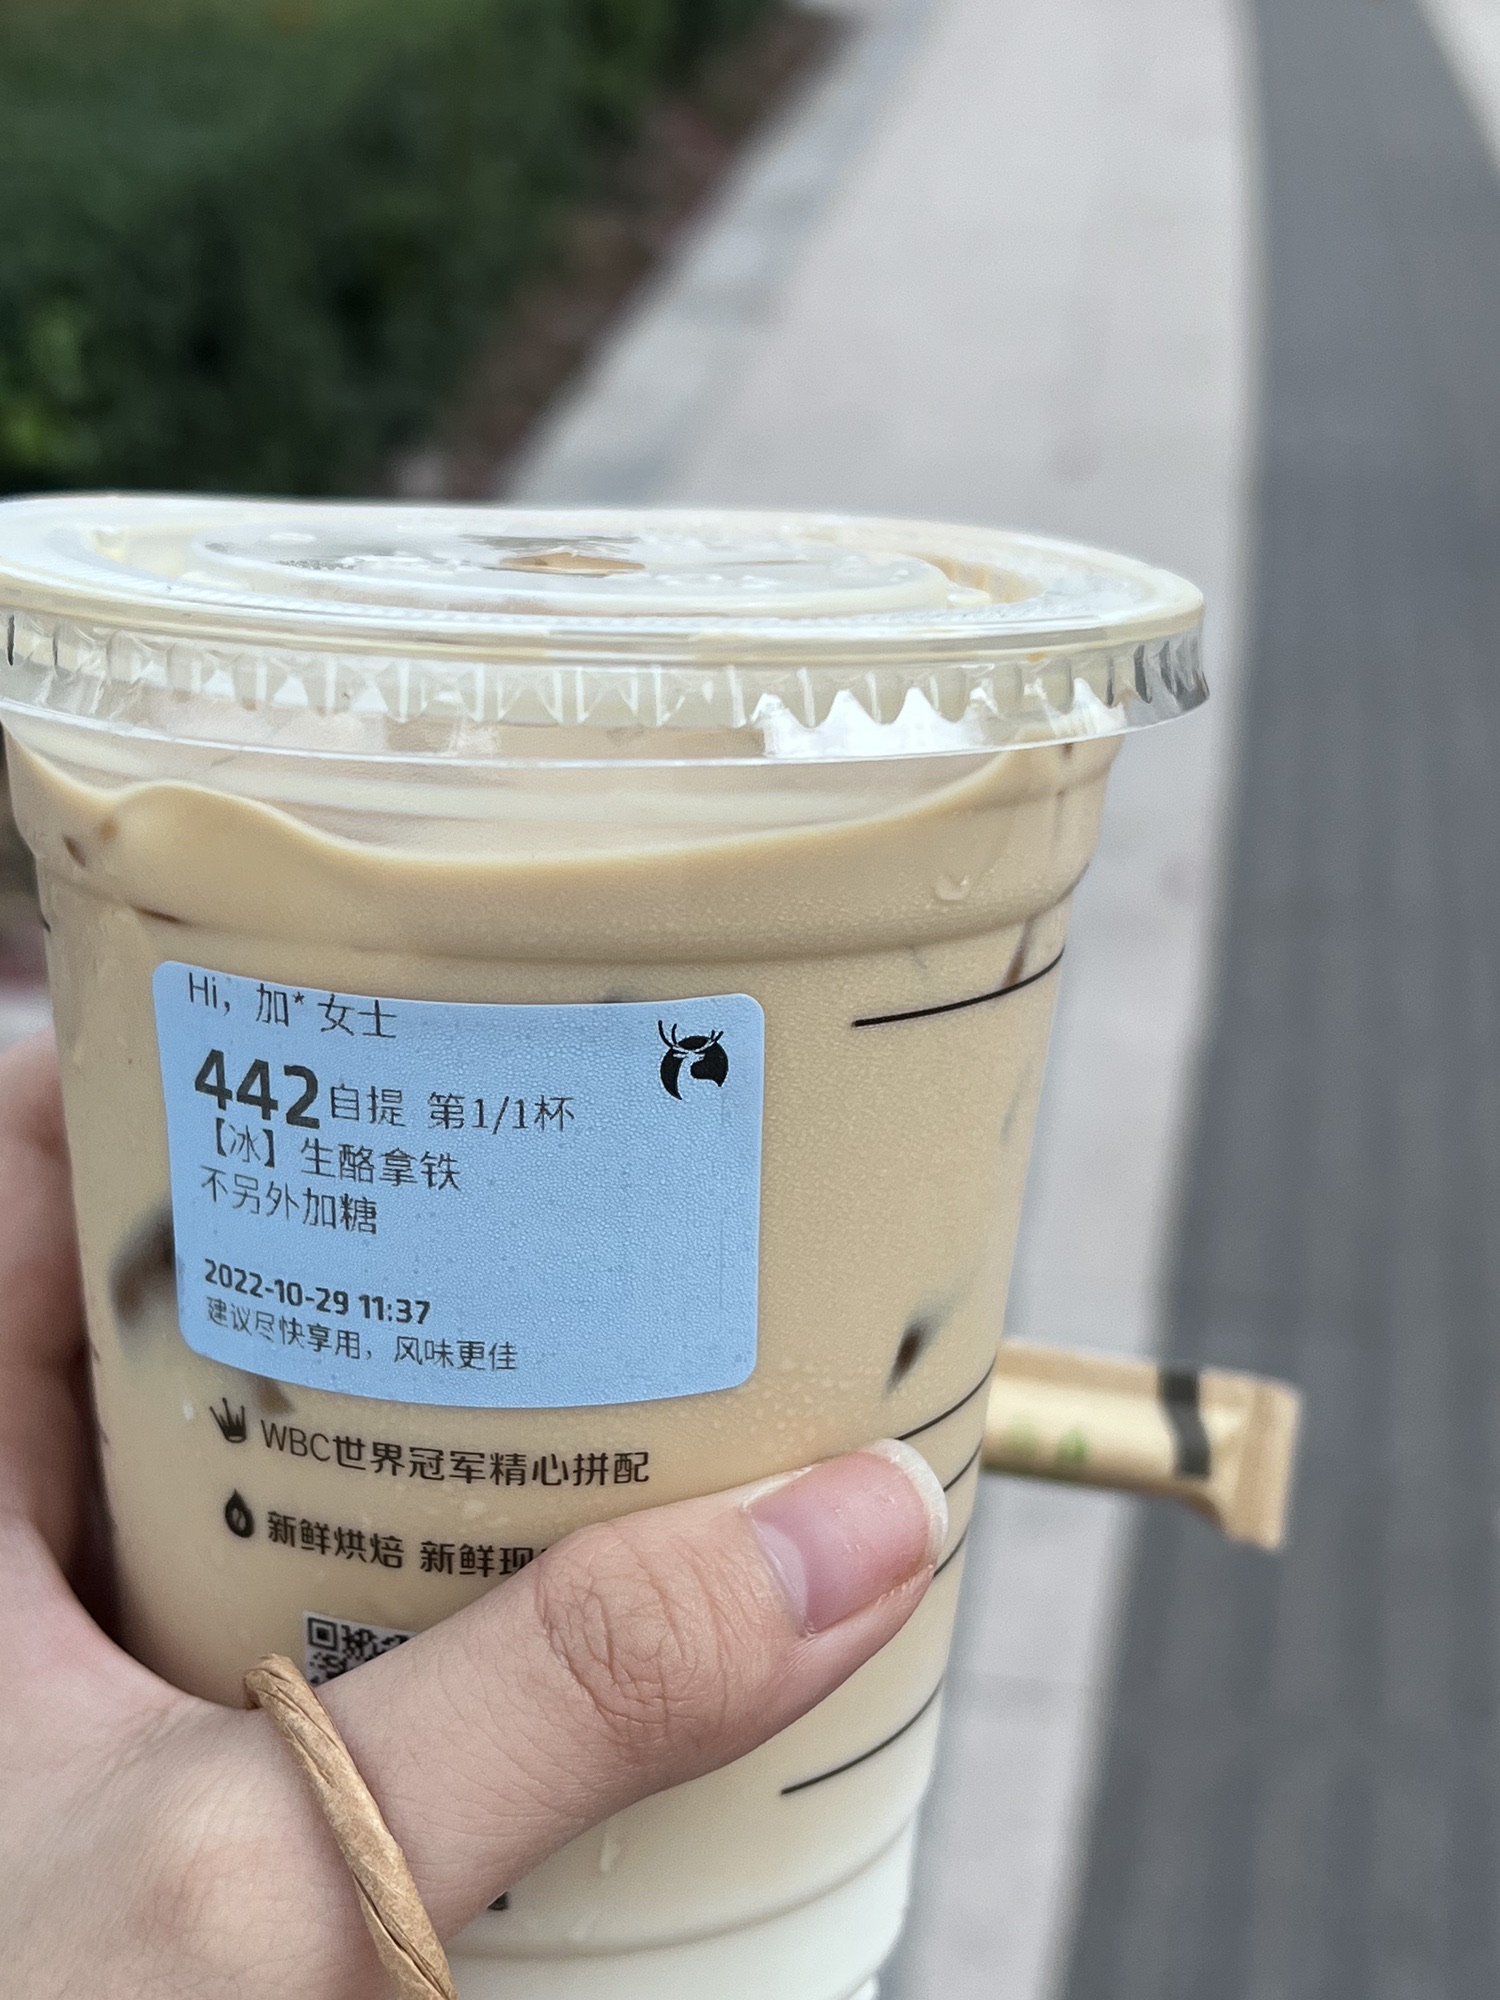 Hi，加* 女士
442自提 第1/1杯
【冰】生酪拿铁
不另外加糖
2022-10-29 11:37
建议尽快享用，风味更佳
WBC世界冠军精心拼配
新鲜烘焙 新鲜现